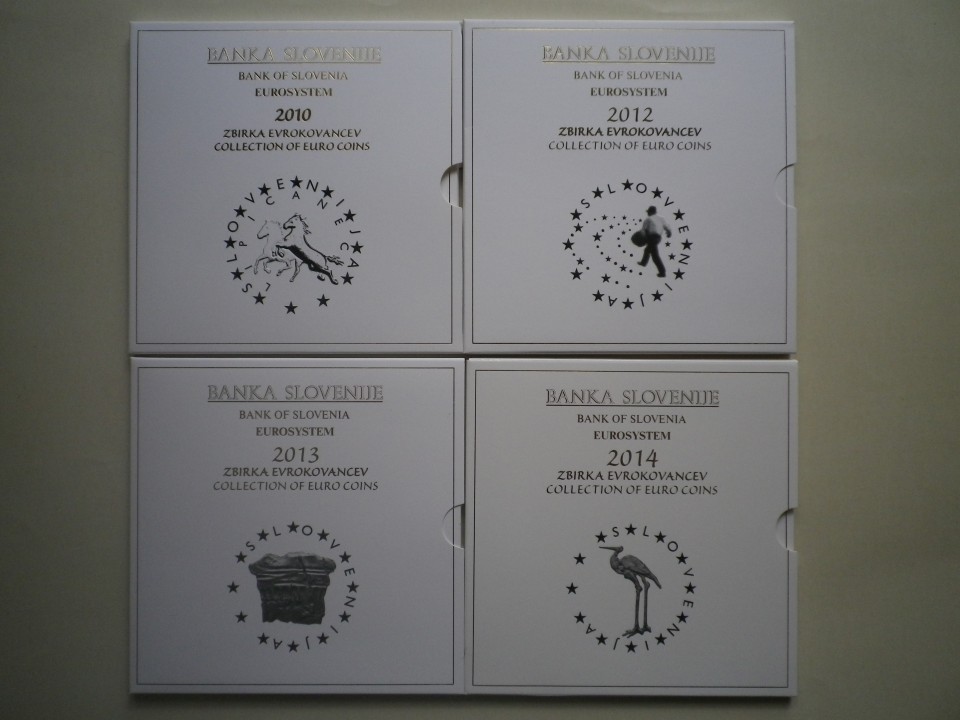 BANKA SLOVENIJE
BANK OF SLOVENIA
EUROSYSTEM
2010
ZBIRKA EVROKOVANCEV
COLLECTION OF EURO COINS
SLOVENIJA
LIPICANEC
BANKA SLOVENIJE
BANK OF SLOVENIA
EUROSYSTEM
2012
ZBIRKA EVROKOVANCEV
COLLECTION OF EURO COINS
SLOVENIJA
BANKA SLOVENIJE
BANK OF SLOVENIA
EUROSYSTEM
2013
ZBIRKA EVROKOVANCEV
COLLECTION OF EURO COINS
SLOVENIJA
BANKA SLOVENIJE
BANK OF SLOVENIA
EUROSYSTEM
2014
ZBIRKA EVROKOVANCEV
COLLECTION OF EURO COINS
SLOVENIJA